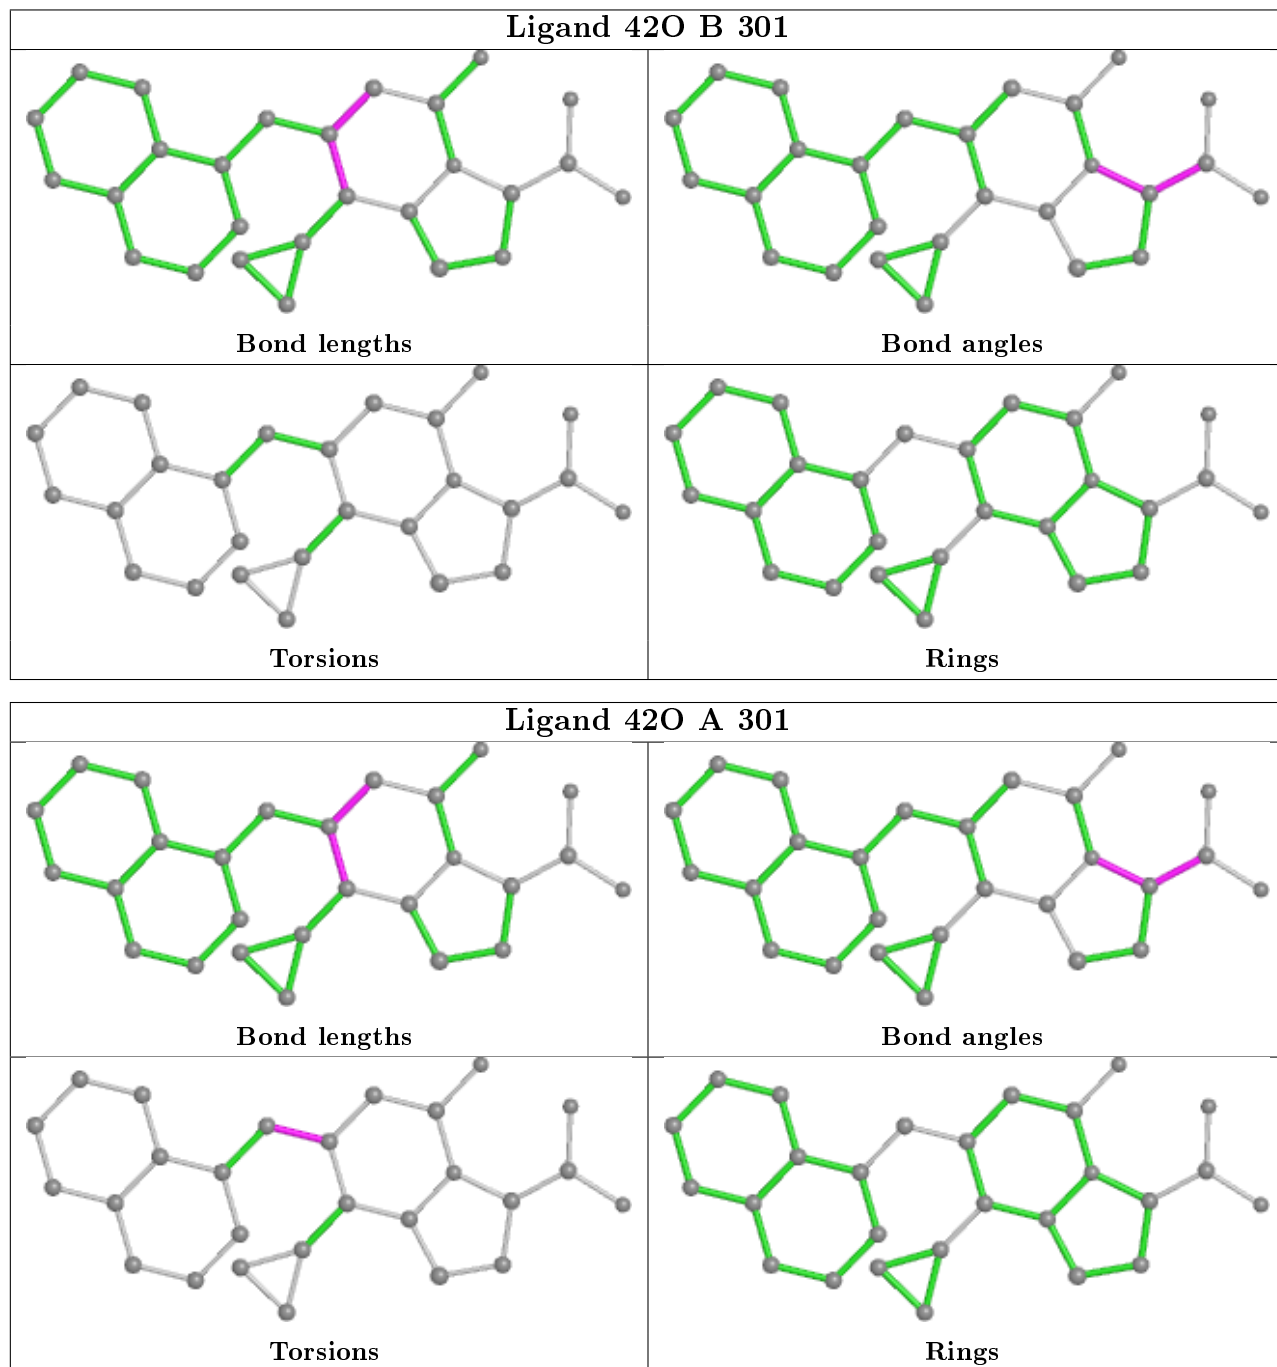 Ligand 42O B 301
Bond lengths
Bond angles
Torsions
Rings
Ligand 42O A 301
Bond lengths
Bond angles
Torsions
Rings